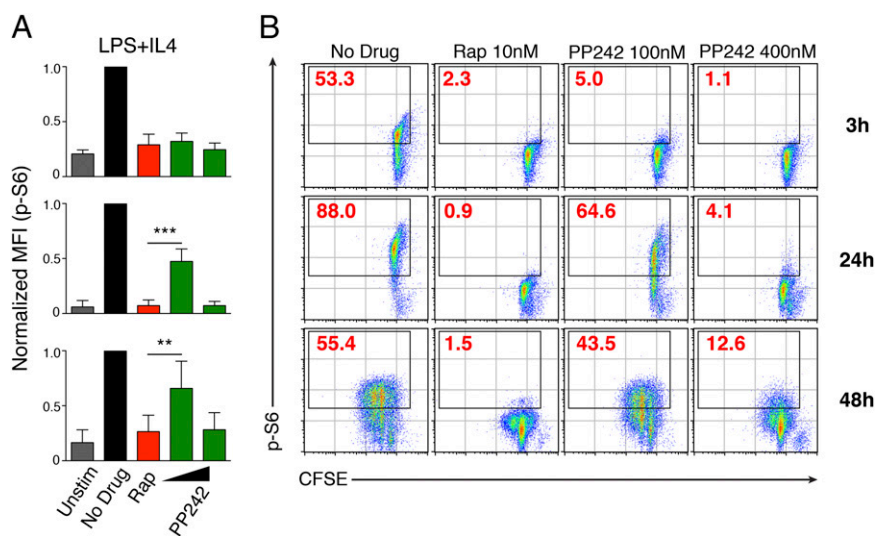 A
LPS+IL4
Normalized MFI (p-S6)
1.0
0.5
0
1.0
0.5
0
1.0
0.5
0
***
**
Unstim
No Drug
Rap
PP242
B
No Drug
Rap 10nM
PP242 100nM
PP242 400nM
53.3
2.3
5.0
1.1
3h
88.0
0.9
64.6
4.1
24h
55.4
1.5
43.5
12.6
48h
p-S6
CFSE